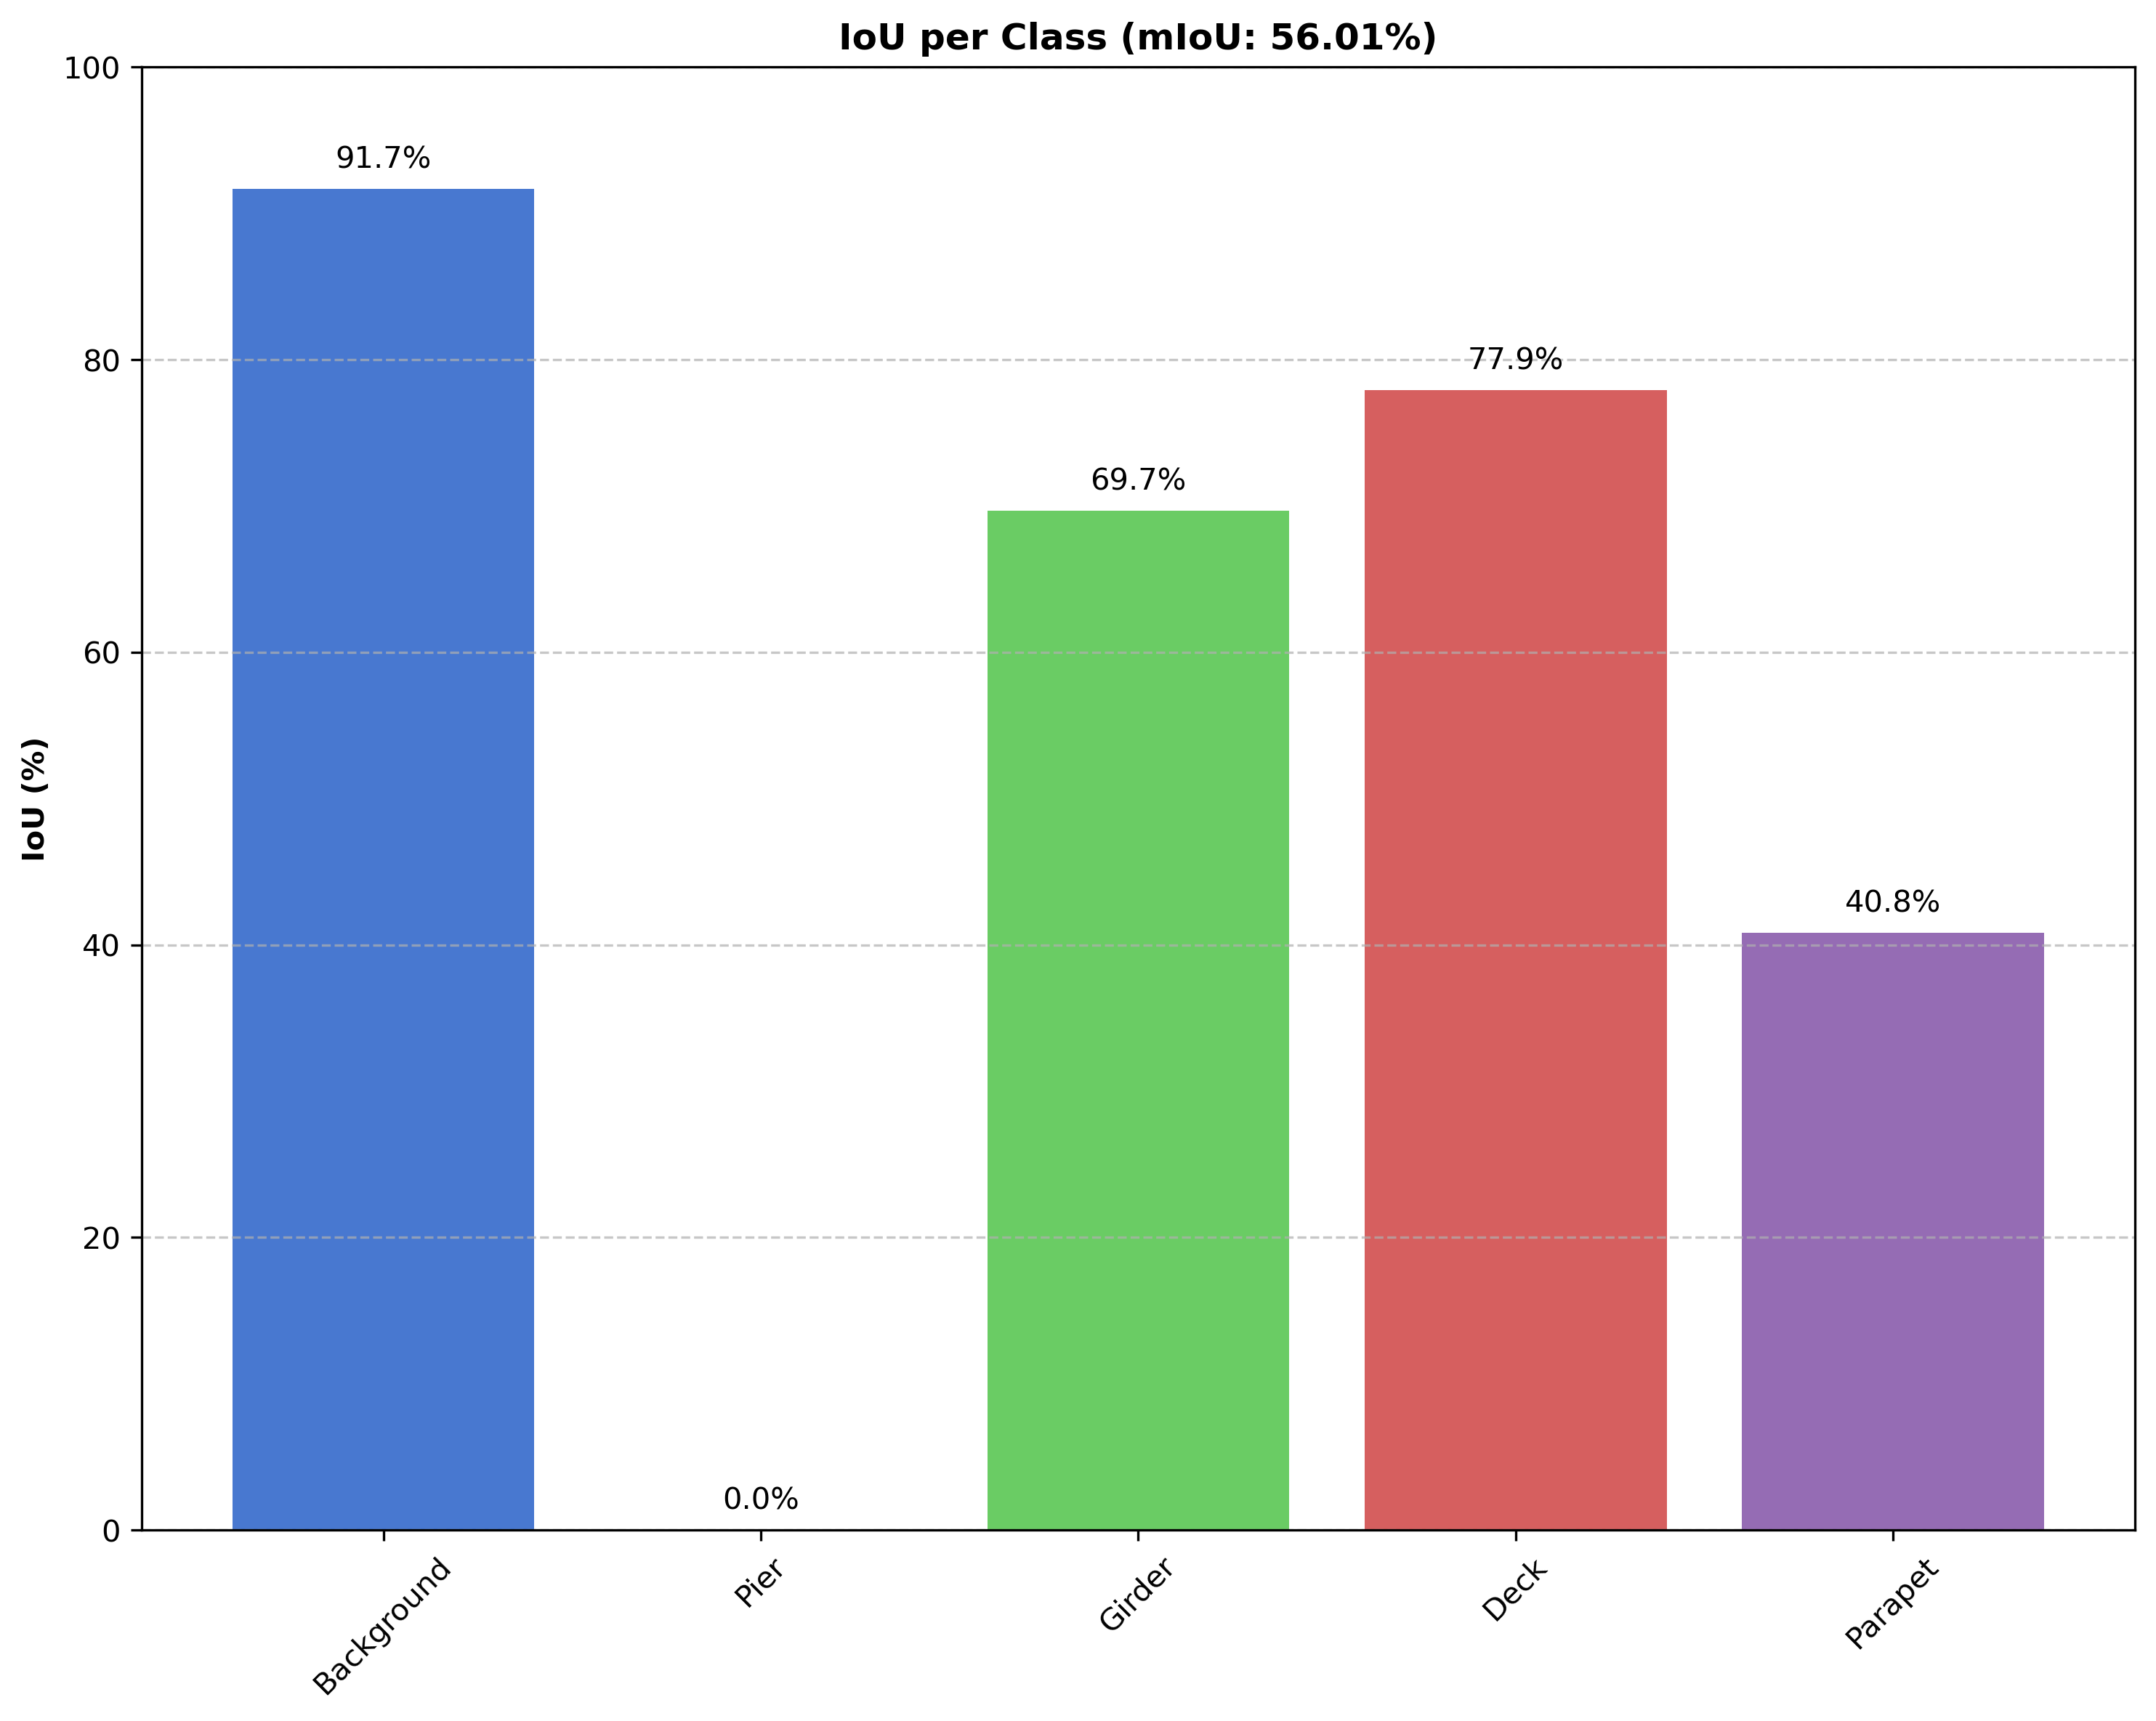 IoU per Class (mIoU: 56.01%)
IoU (%)
100
80
60
40
20
0
91.7%
0.0%
69.7%
77.9%
40.8%
Background
Pier
Girder
Deck
Parapet